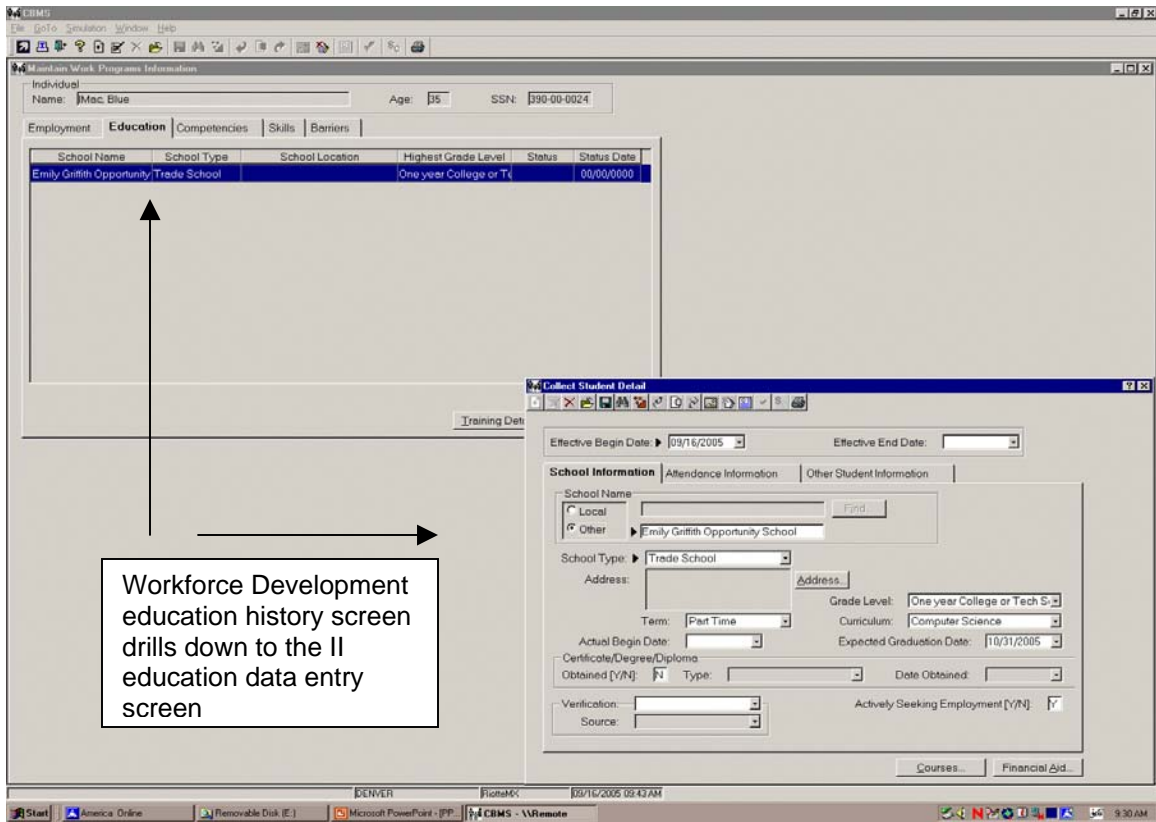 CBMS
File GoTo Simulation Window Help
Maintain Work Programs Information
Individual
Name: IMac, Blue Age: 35 SSN: 390-00-0024
Employment Education Competencies Skills Barriers
School Name School Type School Location Highest Grade Level Status Status Date
Emily Griffith Opportunity Trade School One year College or Te 00/00/0000
Training Deta
Collect Student Detail
Effective Begin Date: 09/16/2005 Effective End Date:
School Information Attendance Information Other Student Information
School Name
Local Find...
Other Emily Griffith Opportunity School
School Type: Trade School
Address: Address...
Grade Level: One year College or Tech S
Term: Part Time Curriculum: Computer Science
Actual Begin Date: Expected Graduation Date: 10/31/2005
Certificate/Degree/Diploma
Obtained [Y/N]: N Type: Date Obtained:
Verification: Actively Seeking Employment [Y/N]: Y
Source:
Courses... Financial Aid...
Workforce Development
education history screen
drills down to the II
education data entry
screen
DENVER RiotteMX 09/16/2005 09:43 AM
Start America Online Removable Disk (E:) Microsoft PowerPoint - [PP... CBMS - \\Remote 9:30 AM